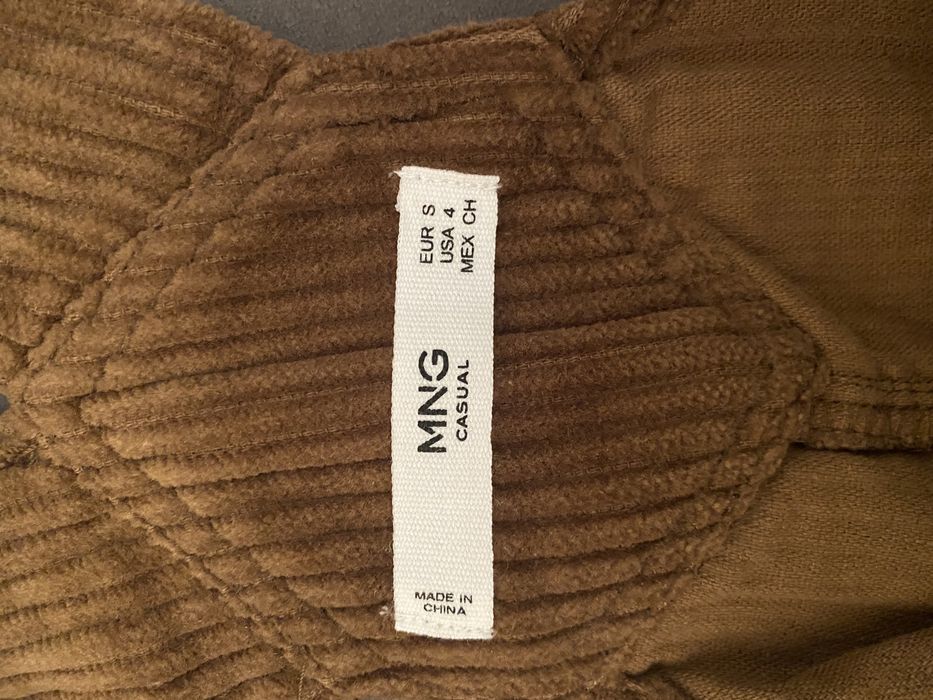 MNG
CASUAL
EUR S
USA 4
MEX CH
MADE IN
CHINA